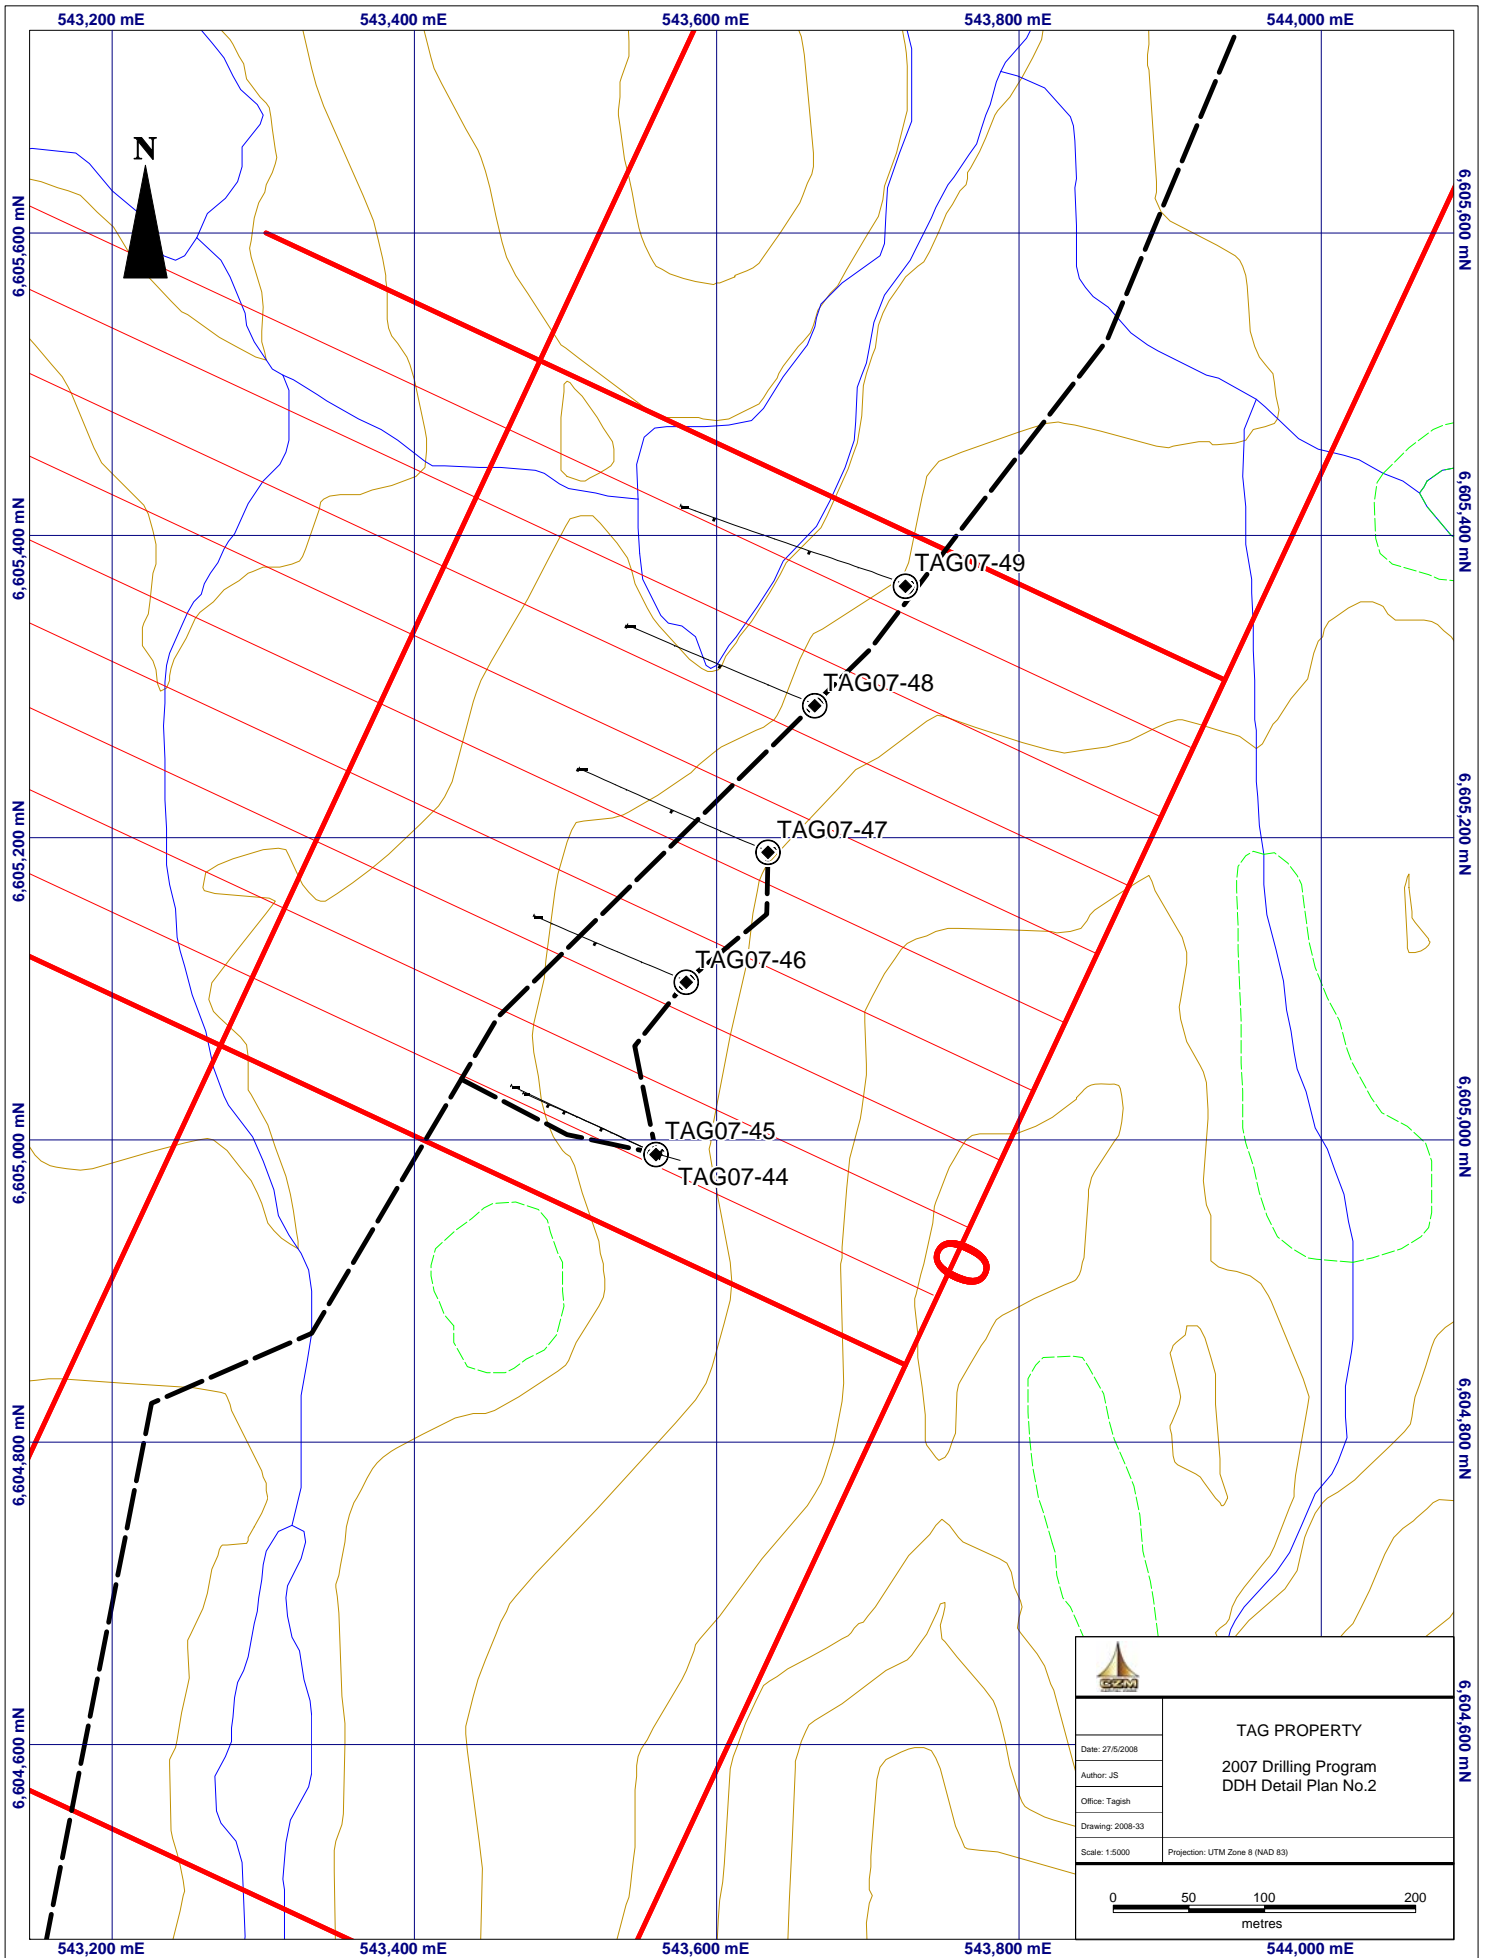 543,200 mE 543,400 mE 543,600 mE 543,800 mE 544,000 mE
N
6,605,600 mN 6,605,600 mN
6,605,400 mN 6,605,400 mN
TAG07-49
TAG07-48
6,605,200 mN 6,605,200 mN
TAG07-47
TAG07-46
6,605,000 mN 6,605,000 mN
TAG07-45
TAG07-44
0
6,604,800 mN 6,604,800 mN
6,604,600 mN 6,604,600 mN
CZM
TAG PROPERTY
2007 Drilling Program
DDH Detail Plan No.2
Date: 27/5/2008
Author: JS
Office: Tagish
Drawing: 2008-33
Scale: 1:5000
Projection: UTM Zone 8 (NAD 83)
0 50 100 200
metres
543,200 mE 543,400 mE 543,600 mE 543,800 mE 544,000 mE